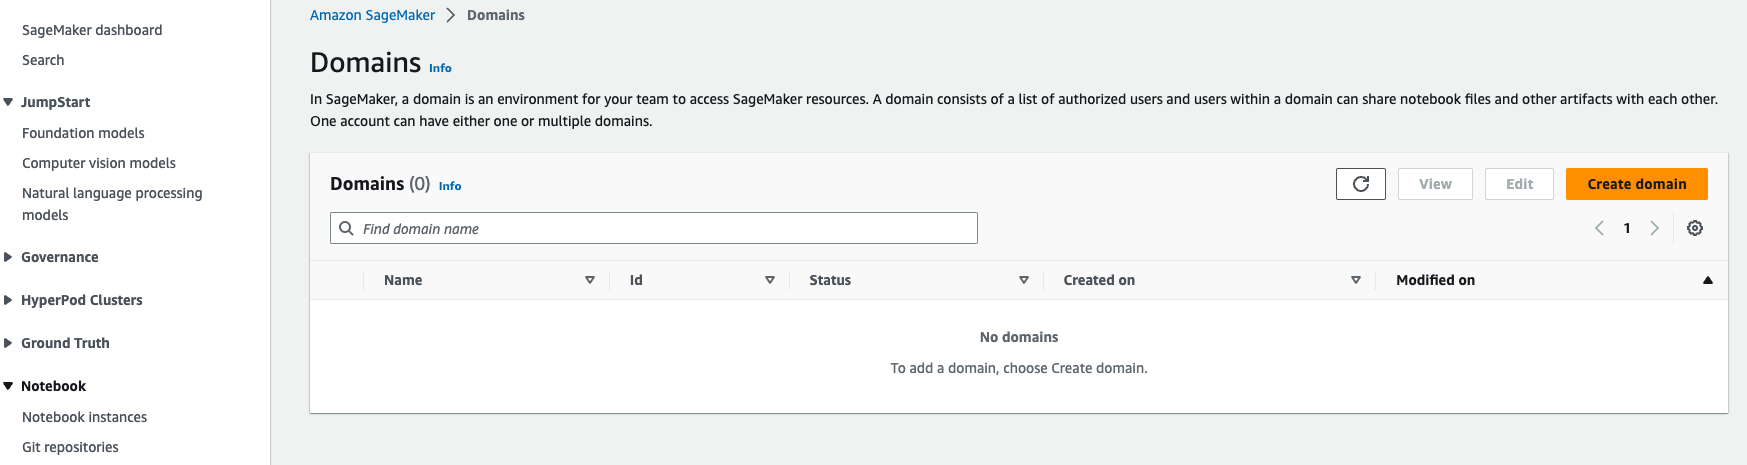 SageMaker dashboard
Search
JumpStart
Foundation models
Computer vision models
Natural language processing
models
Governance
HyperPod Clusters
Ground Truth
Notebook
Notebook instances
Git repositories
Amazon SageMaker > Domains
Domains Info
In SageMaker, a domain is an environment for your team to access SageMaker resources. A domain consists of a list of authorized users and users within a domain can share notebook files and other artifacts with each other.
One account can have either one or multiple domains.
Domains (0) Info
View Edit Create domain
Find domain name
1
Name Id Status Created on Modified on
No domains
To add a domain, choose Create domain.